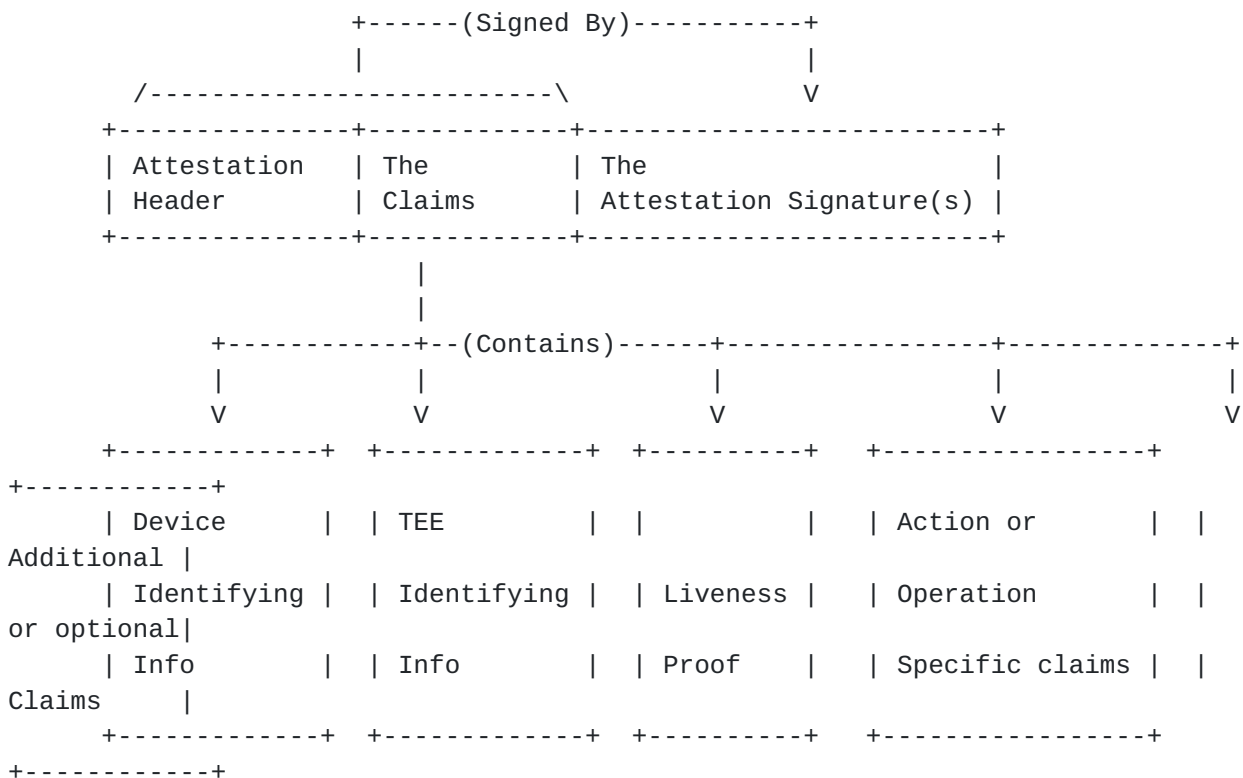 +------(Signed By)-----------+
                       |                            |
         /--------------------------\               V
       +---------------+-------------+--------------------------+
       | Attestation   | The         | The                      |
       | Header        | Claims      | Attestation Signature(s) |
       +---------------+-------------+--------------------------+
                           |
                           |
              +------------+--(Contains)------+-----------------+--------------+
              |            |                  |                 |              |
              V            V                  V                 V              V
       +-------------+  +-------------+  +----------+   +-----------------+
+------------+
       | Device      |  | TEE         |  |          |   | Action or       |  |
Additional |
       | Identifying |  | Identifying |  | Liveness |   | Operation       |  |
or optional|
       | Info        |  | Info        |  | Proof    |   | Specific claims |  |
Claims     |
       +-------------+  +-------------+  +----------+   +-----------------+
+------------+